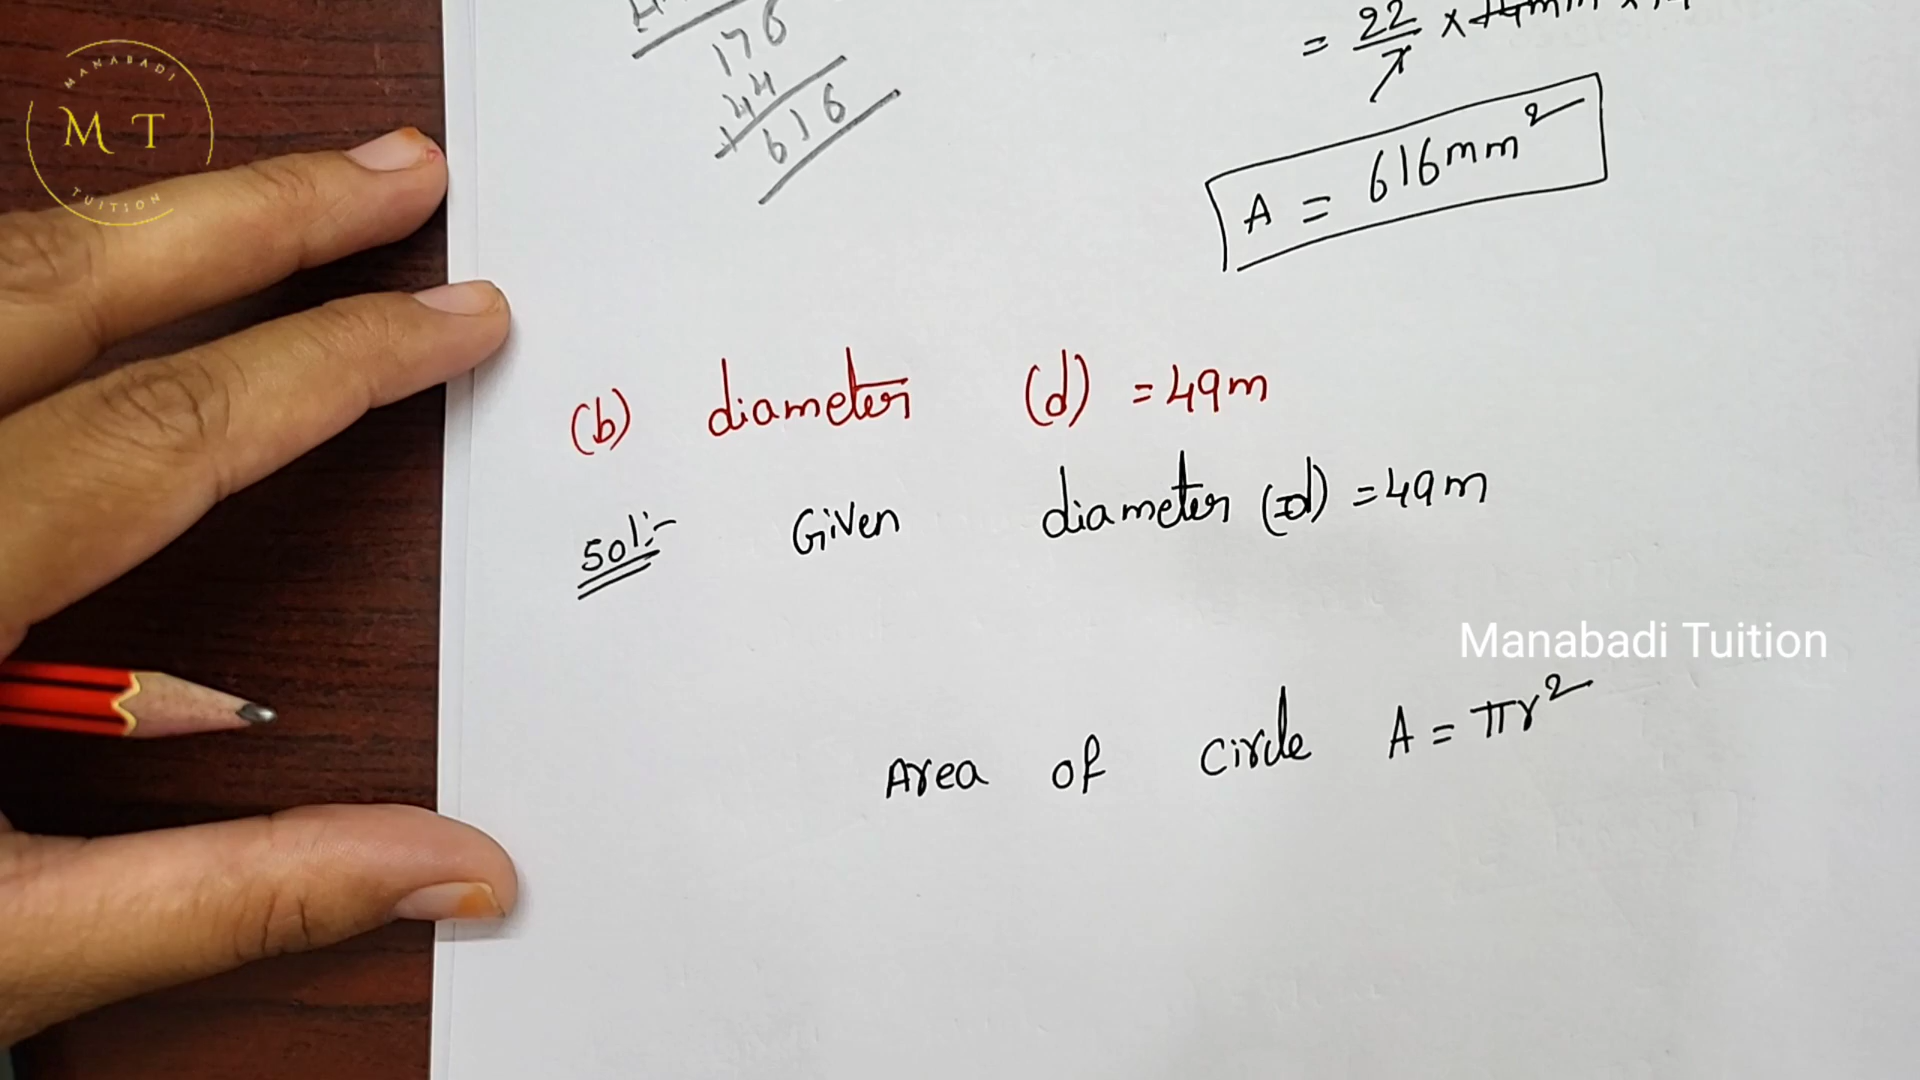 MANABADI
M T
TUITION
176
+44
616
= 22/7 × 14mm ×
A = 616mm²
(b) diameter (d) = 49m
Sol:- Given diameter (d) = 49m
Manabadi Tuition
Area of circle A = πr²